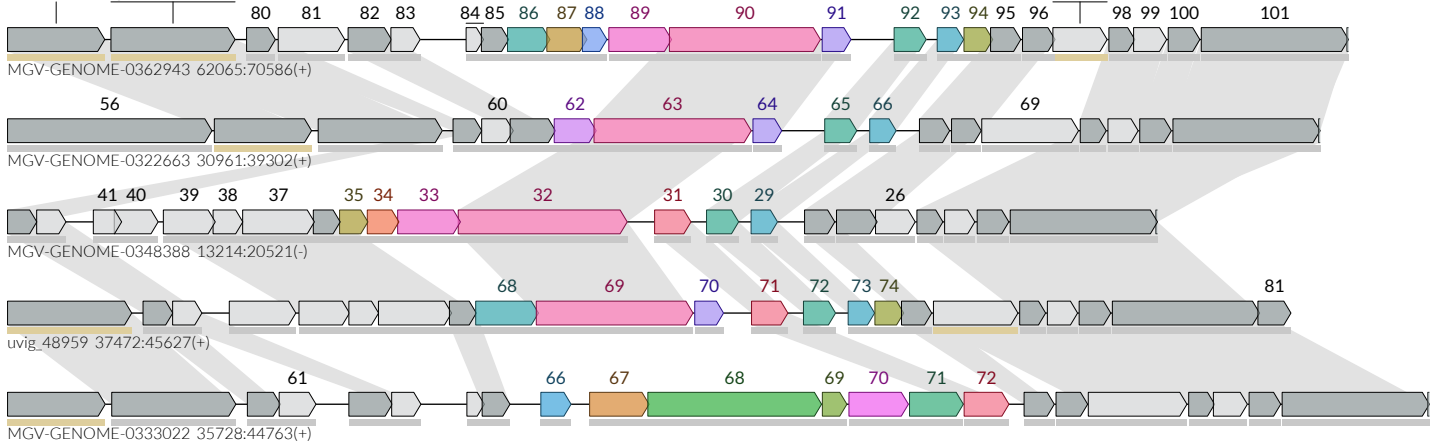 80 81 82 83 84 85 86 87 88 89 90 91 92 93 94 95 96 98 99 100 101
MGV-GENOME-0362943 62065:70586(+)
56 60 62 63 64 65 66 69
MGV-GENOME-0322663 30961:39302(+)
41 40 39 38 37 35 34 33 32 31 30 29 26
MGV-GENOME-0348388 13214:20521(-)
68 69 70 71 72 73 74 81
uvig_48959 37472:45627(+)
61 66 67 68 69 70 71 72
MGV-GENOME-0333022 35728:44763(+)